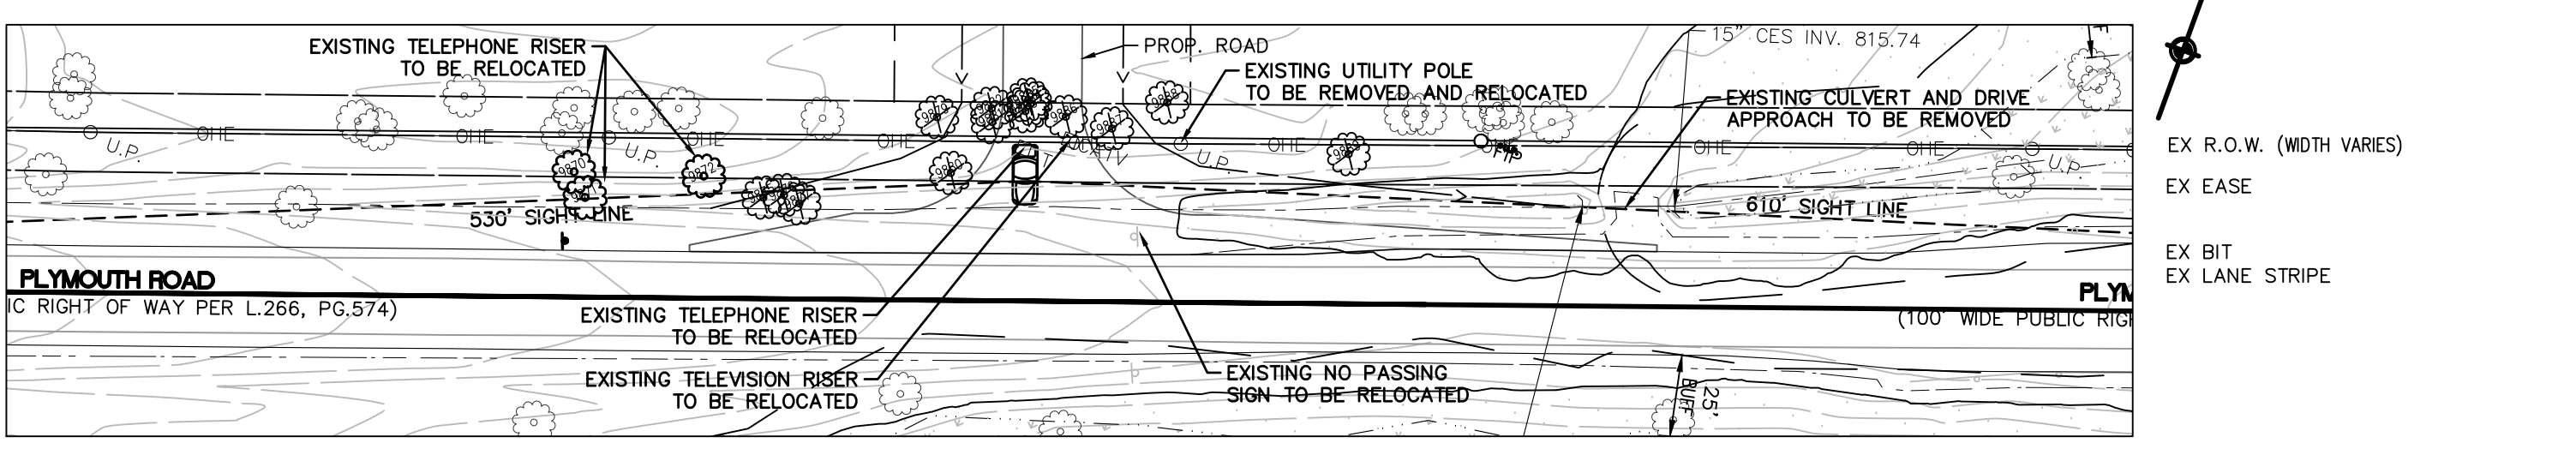 EXISTING TELEPHONE RISER
TO BE RELOCATED
PROP. ROAD
15" CES INV. 815.74
EXISTING UTILITY POLE
TO BE REMOVED AND RELOCATED
EXISTING CULVERT AND DRIVE
APPROACH TO BE REMOVED
OHE
OHE
OHE
OHE
OHE
OHE
OHE
U.P.
U.P.
U.P.
U.P.
EX R.O.W. (WIDTH VARIES)
EX EASE
9870
9872
9880
530' SIGHT LINE
610' SIGHT LINE
EX BIT
EX LANE STRIPE
PLYMOUTH ROAD
PLYM
IC RIGHT OF WAY PER L.266, PG.574)
(100' WIDE PUBLIC RIGH
EXISTING TELEPHONE RISER
TO BE RELOCATED
EXISTING TELEVISION RISER
TO BE RELOCATED
EXISTING NO PASSING
SIGN TO BE RELOCATED
25'
BUFF